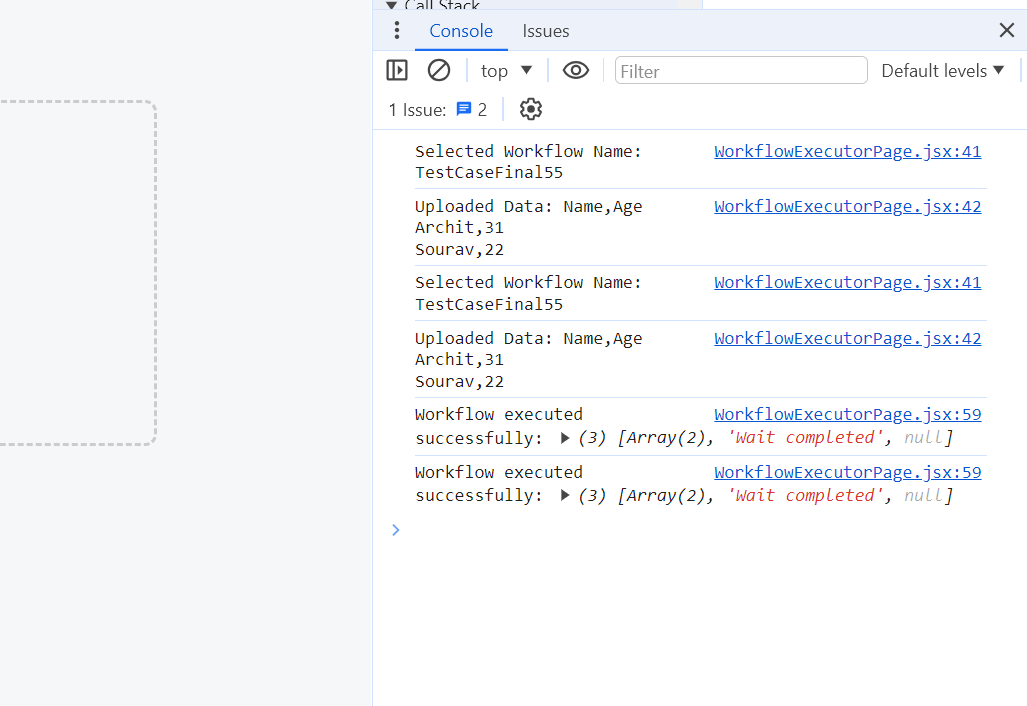 Call Stack
Console Issues
top Filter Default levels
1 Issue: 2
Selected Workflow Name: WorkflowExecutorPage.jsx:41
TestCaseFinal55
Uploaded Data: Name,Age WorkflowExecutorPage.jsx:42
Archit,31
Sourav,22
Selected Workflow Name: WorkflowExecutorPage.jsx:41
TestCaseFinal55
Uploaded Data: Name,Age WorkflowExecutorPage.jsx:42
Archit,31
Sourav,22
Workflow executed WorkflowExecutorPage.jsx:59
successfully: (3) [Array(2), 'Wait completed', null]
Workflow executed WorkflowExecutorPage.jsx:59
successfully: (3) [Array(2), 'Wait completed', null]